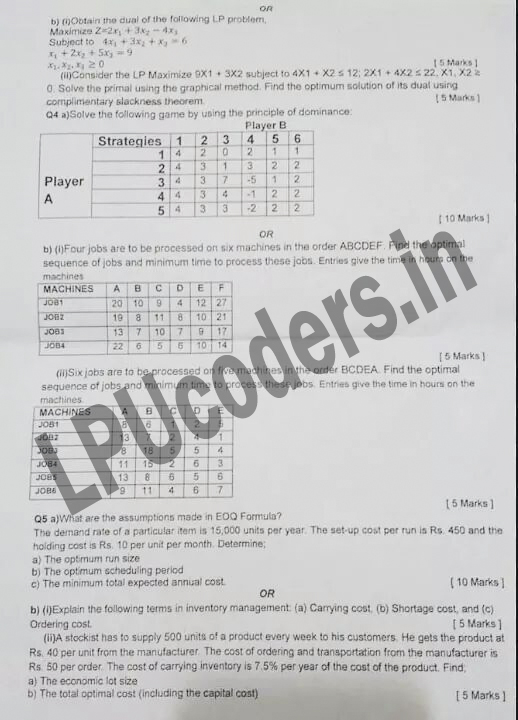 OR
b) (i)Obtain the dual of the following LP problem,
Maximize Z=2x₁ + 3x₂ − 4x₃
Subject to 4x₁ + 3x₂ + x₃ = 6
x₁ + 2x₂ + 5x₃ = 9
x₁, x₂, x₃ ≥ 0 [ 5 Marks ]
(ii)Consider the LP Maximize 9X1 + 3X2 subject to 4X1 + X2 ≤ 12; 2X1 + 4X2 ≤ 22, X1, X2 ≥
0. Solve the primal using the graphical method. Find the optimum solution of its dual using
complimentary slackness theorem. [ 5 Marks ]
Q4 a)Solve the following game by using the principle of dominance:
Player B
Strategies 1 2 3 4 5 6
1 4 2 0 2 1 1
2 4 3 1 3 2 2
Player A 3 4 3 7 -5 1 2
4 4 3 4 -1 2 2
5 4 3 3 -2 2 2
[ 10 Marks ]
OR
b) (i)Four jobs are to be processed on six machines in the order ABCDEF. Find the optimal
sequence of jobs and minimum time to process these jobs. Entries give the time in hours on the
machines
MACHINES A B C D E F
JOB1 20 10 9 4 12 27
JOB2 19 8 11 8 10 21
JOB3 13 7 10 7 9 17
JOB4 22 6 5 6 10 14
[ 5 Marks ]
(ii)Six jobs are to be processed on five machines in the order BCDEA. Find the optimal
sequence of jobs and minimum time to process these jobs. Entries give the time in hours on the
machines.
MACHINES A B C D E
JOB1 8 6 1 2 5
JOB2 13 7 2 4 1
JOB3 8 18 5 5 4
JOB4 11 15 2 6 3
JOB5 13 8 6 5 6
JOB6 9 11 4 6 7
[ 5 Marks ]
Q5 a)What are the assumptions made in EOQ Formula?
The demand rate of a particular item is 15,000 units per year. The set-up cost per run is Rs. 450 and the
holding cost is Rs. 10 per unit per month. Determine;
a) The optimum run size
b) The optimum scheduling period
c) The minimum total expected annual cost. [ 10 Marks ]
OR
b) (i)Explain the following terms in inventory management: (a) Carrying cost, (b) Shortage cost, and (c)
Ordering cost. [ 5 Marks ]
(ii)A stockist has to supply 500 units of a product every week to his customers. He gets the product at
Rs. 40 per unit from the manufacturer. The cost of ordering and transportation from the manufacturer is
Rs. 50 per order. The cost of carrying inventory is 7.5% per year of the cost of the product. Find;
a) The economic lot size
b) The total optimal cost (including the capital cost) [ 5 Marks ]
LPUcoders.in